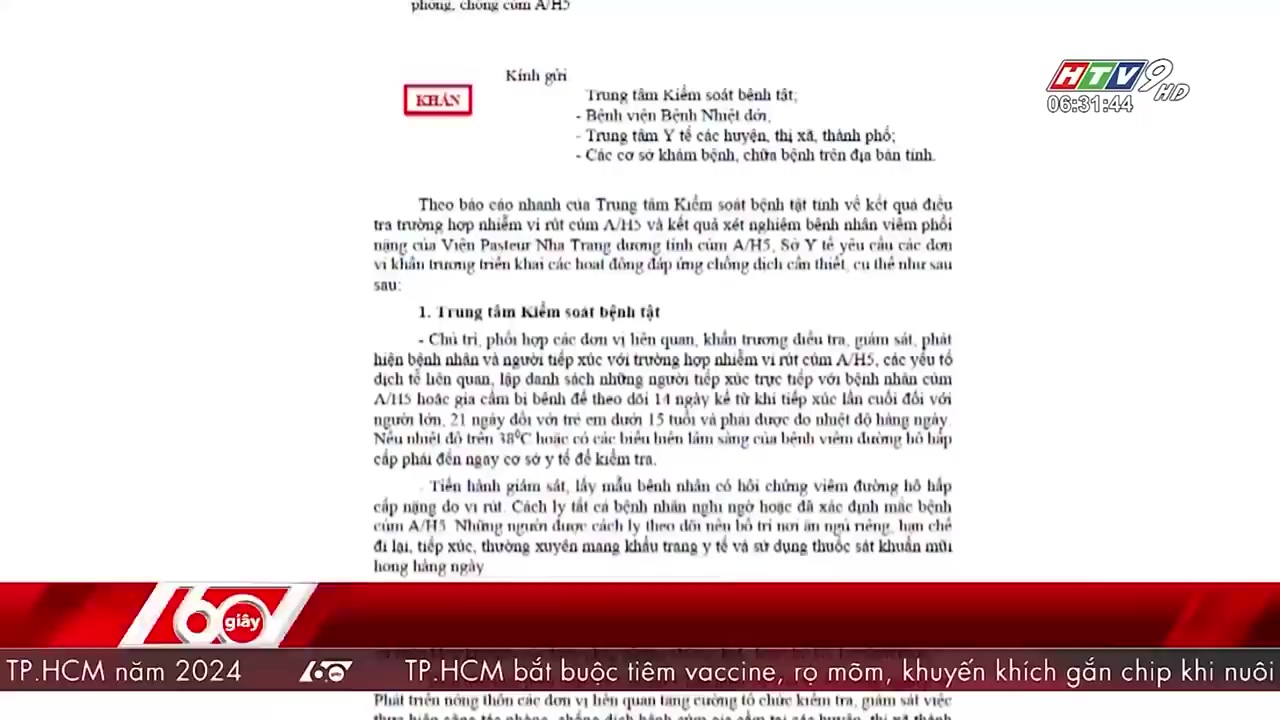 phòng, chống cúm A/H5
Kính gửi
KHẨN
Trung tâm Kiểm soát bệnh tật;
- Bệnh viện Bệnh Nhiệt đới,
- Trung tâm Y tế các huyện, thị xã, thành phố;
- Các cơ sở khám bệnh, chữa bệnh trên địa bàn tỉnh.
HTV9 HD
06:31:44
Theo báo cáo nhanh của Trung tâm Kiểm soát bệnh tật tỉnh về kết quả điều
tra trường hợp nhiễm vi rút cúm A/H5 và kết quả xét nghiệm bệnh nhân viêm phổi
nặng của Viện Pasteur Nha Trang dương tính cúm A/H5, Sở Y tế yêu cầu các đơn
vị khẩn trương triển khai các hoạt động đáp ứng chống dịch cần thiết, cụ thể như sau
sau:
1. Trung tâm Kiểm soát bệnh tật
- Chủ trì, phối hợp các đơn vị liên quan, khẩn trương điều tra, giám sát, phát
hiện bệnh nhân và người tiếp xúc với trường hợp nhiễm vi rút cúm A/H5, các yếu tố
dịch tễ liên quan, lập danh sách những người tiếp xúc trực tiếp với bệnh nhân cúm
A/H5 hoặc gia cầm bị bệnh để theo dõi 14 ngày kể từ khi tiếp xúc lần cuối đối với
người lớn, 21 ngày đối với trẻ em dưới 15 tuổi và phải được đo nhiệt độ hàng ngày.
Nếu nhiệt độ trên 38⁰C hoặc có các biểu hiện lâm sàng của bệnh viêm đường hô hấp
cấp phải đến ngay cơ sở y tế để kiểm tra.
Tiến hành giám sát, lấy mẫu bệnh nhân có hội chứng viêm đường hô hấp
cấp nặng do vi rút. Cách ly tất cả bệnh nhân nghi ngờ hoặc đã xác định mắc bệnh
cúm A/H5. Những người được cách ly theo dõi nên bố trí nơi ăn ngủ riêng, hạn chế
đi lại, tiếp xúc, thường xuyên mang khẩu trang y tế và sử dụng thuốc sát khuẩn mũi
họng hàng ngày
60 giây
TP.HCM năm 2024 60 giây TP.HCM bắt buộc tiêm vaccine, rọ mõm, khuyến khích gắn chip khi nuôi
Phát triển nông thôn các đơn vị liên quan tăng cường tổ chức kiểm tra, giám sát việc